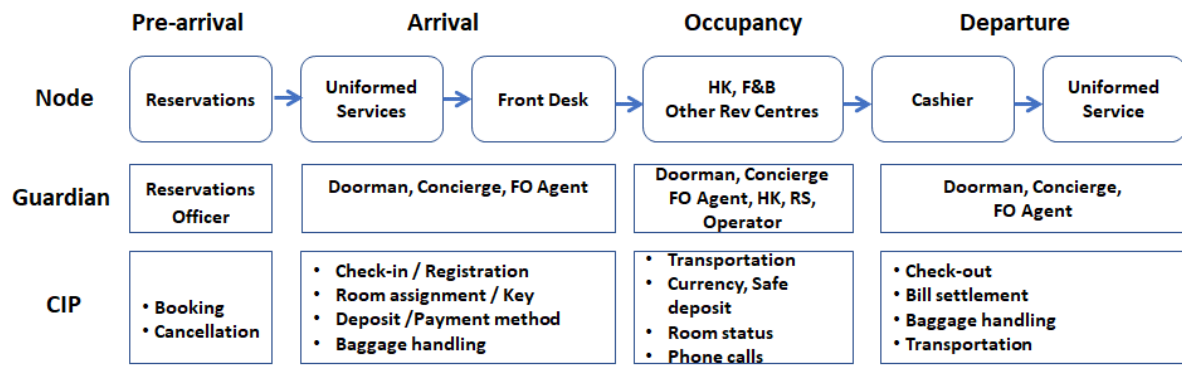 Pre-arrival
Arrival
Occupancy
Departure
Node
Reservations
Uniformed
Services
Front Desk
HK, F&B
Other Rev Centres
Cashier
Uniformed
Service
Guardian
Reservations
Officer
Doorman, Concierge, FO Agent
Doorman, Concierge
FO Agent, HK, RS,
Operator
Doorman, Concierge,
FO Agent
CIP
• Booking
• Cancellation
• Check-in / Registration
• Room assignment / Key
• Deposit /Payment method
• Baggage handling
• Transportation
• Currency, Safe
deposit
• Room status
• Phone calls
• Check-out
• Bill settlement
• Baggage handling
• Transportation